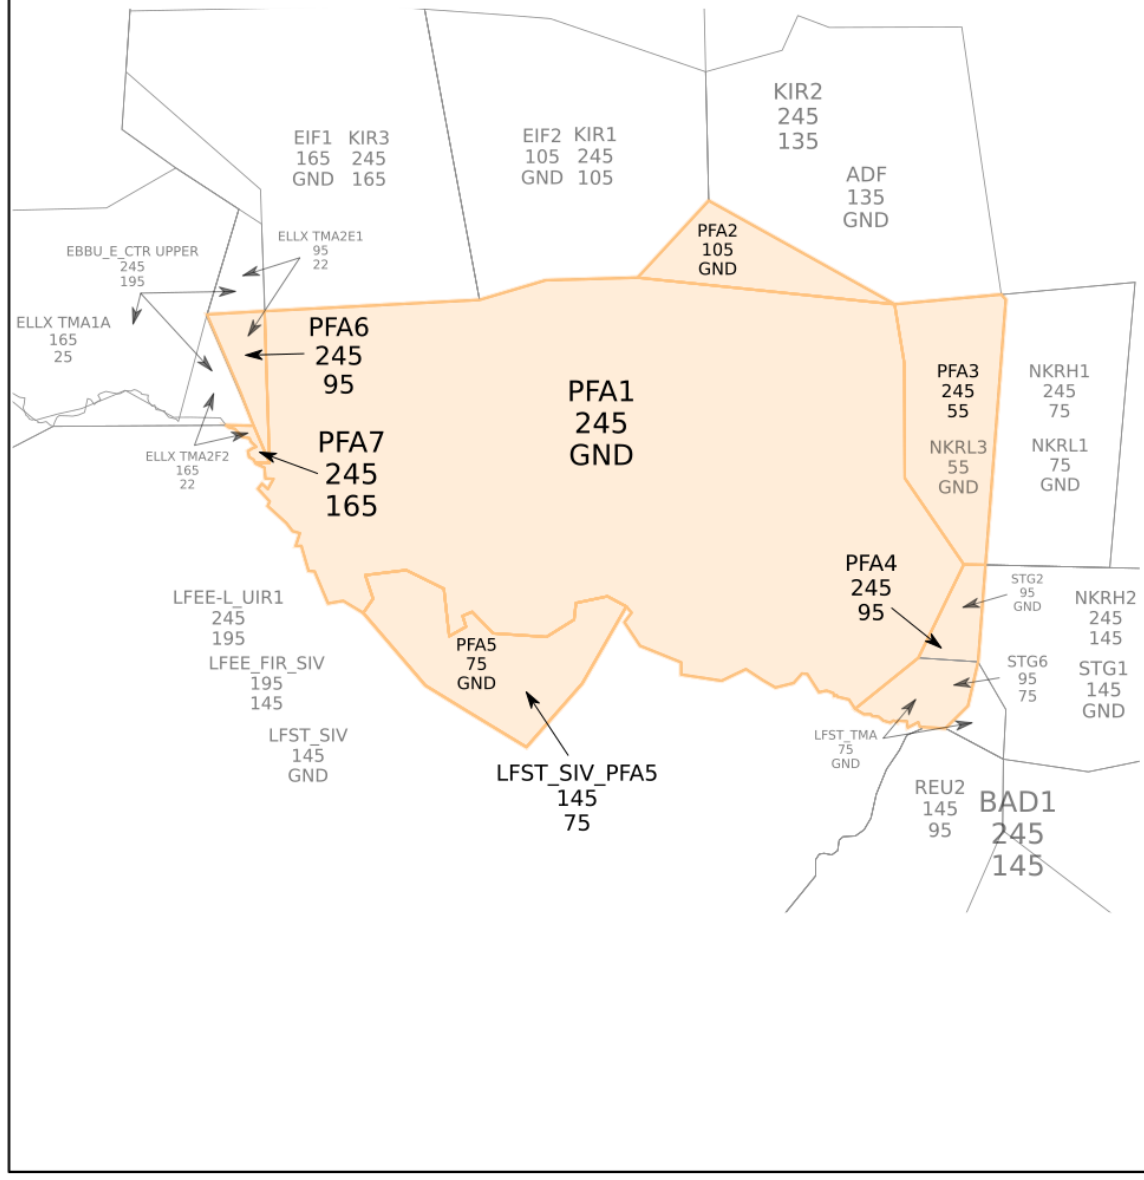 KIR2
245
135
EIF1 KIR3
165 245
GND 165
EIF2 KIR1
105 245
GND 105
ADF
135
GND
ELLX TMA2E1
95
22
PFA2
105
GND
EBBU_E_CTR UPPER
245
195
ELLX TMA1A
165
25
PFA6
245
95
PFA1
245
GND
PFA3
245
55
NKRH1
245
75
PFA7
245
165
NKRL3
55
GND
NKRL1
75
GND
ELLX TMA2F2
165
22
PFA4
245
95
STG2
95
GND
LFEE-L_UIR1
245
195
NKRH2
245
145
PFA5
75
GND
LFEE_FIR_SIV
195
145
STG6
95
75
STG1
145
GND
LFST_SIV
145
GND
LFST_TMA
75
GND
LFST_SIV_PFA5
145
75
REU2
145
95
BAD1
245
145